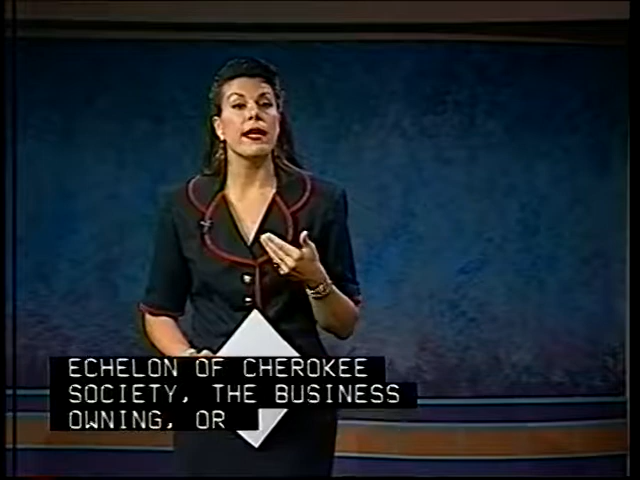 ECHELON OF CHEROKEE
SOCIETY, THE BUSINESS
OWNING, OR